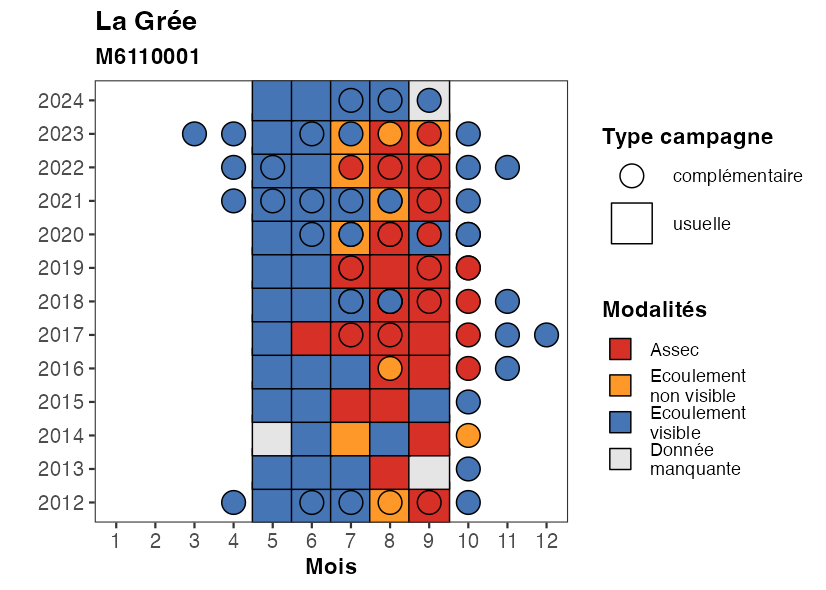 La Grée
M6110001
2024
2023
2022
2021
2020
2019
2018
2017
2016
2015
2014
2013
2012
1 2 3 4 5 6 7 8 9 10 11 12
Mois
Type campagne
complémentaire
usuelle
Modalités
Assec
Ecoulement
non visible
Ecoulement
visible
Donnée
manquante